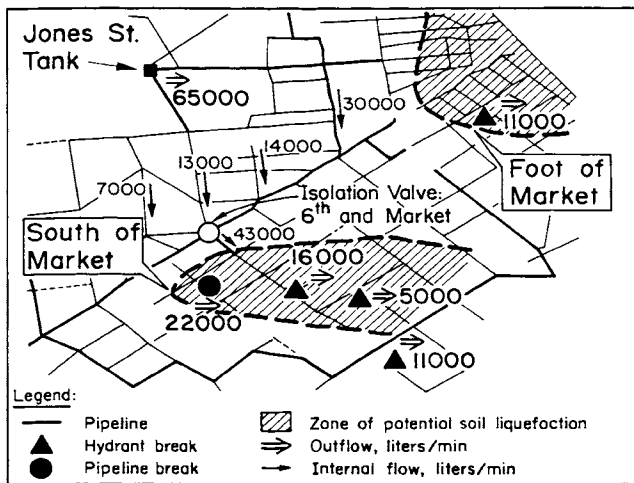 Jones St.
Tank
65000
30000
11000
14000
13000
Foot of
Market
7000
Isolation Valve:
6th and Market
43000
South of
Market
16000
5000
22000
11000
Legend:
Pipeline
Hydrant break
Pipeline break
Zone of potential soil liquefaction
Outflow, liters/min
Internal flow, liters/min